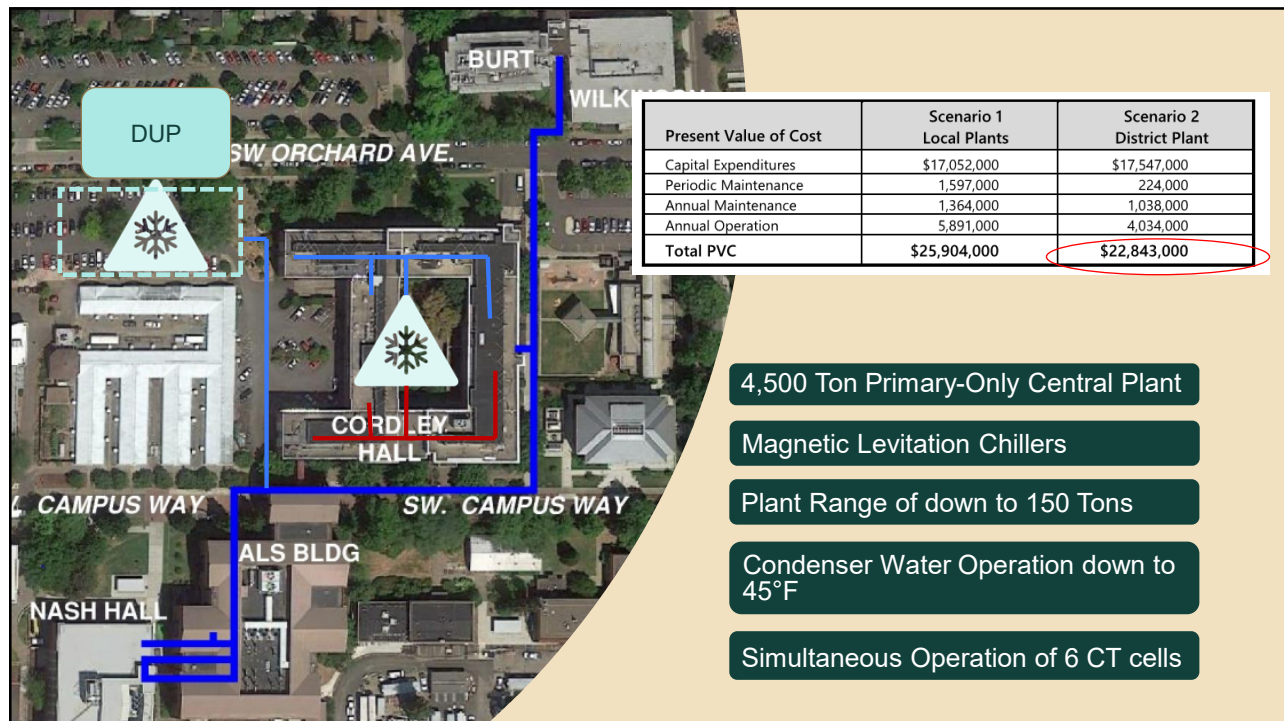 BURT
WILKINSON
DUP
SW ORCHARD AVE.
CORDLEY
HALL
CAMPUS WAY
SW. CAMPUS WAY
ALS BLDG
NASH HALL
Present Value of Cost Scenario 1 Local Plants Scenario 2 District Plant
Capital Expenditures $17,052,000 $17,547,000
Periodic Maintenance 1,597,000 224,000
Annual Maintenance 1,364,000 1,038,000
Annual Operation 5,891,000 4,034,000
Total PVC $25,904,000 $22,843,000
4,500 Ton Primary-Only Central Plant
Magnetic Levitation Chillers
Plant Range of down to 150 Tons
Condenser Water Operation down to
45°F
Simultaneous Operation of 6 CT cells